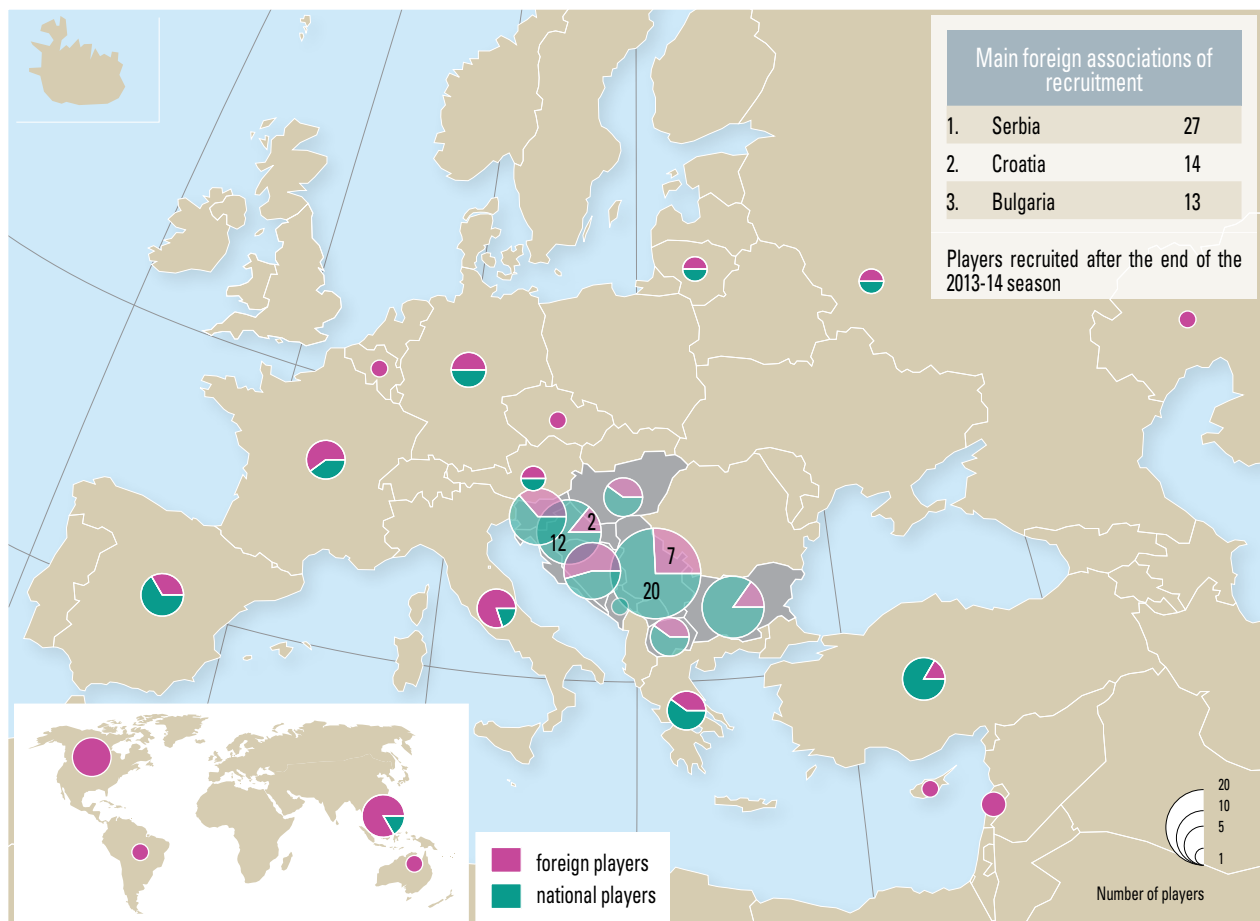 Main foreign associations of
recruitment
1. Serbia 27
2. Croatia 14
3. Bulgaria 13
Players recruited after the end of the
2013-14 season
2
12
7
20
foreign players
national players
20
10
5
1
Number of players